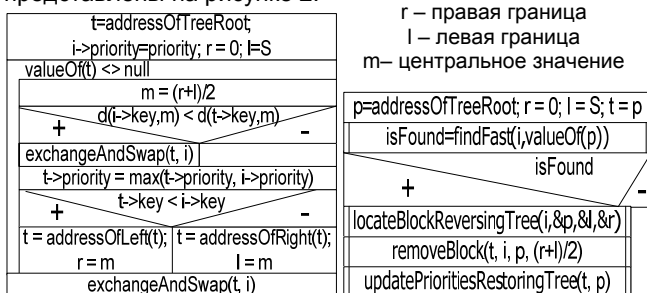 представлены на рисунке 2.
t=addressOfTreeRoot;
i->priority=priority; r = 0; l=S
valueOf(t) <> null
m = (r+l)/2
d(i->key,m) < d(t->key,m)
+ -
exchangeAndSwap(t, i)
t->priority = max(t->priority, i->priority)
t->key < i->key
+ -
t = addressOfLeft(t); t = addressOfRight(t);
r = m l = m
exchangeAndSwap(t, i)
r – правая граница
l – левая граница
m– центральное значение
p=addressOfTreeRoot; r = 0; l = S; t = p
isFound=findFast(i,valueOf(p))
isFound
+ -
locateBlockReversingTree(i,&p,&l,&r)
removeBlock(t, i, p, (r+l)/2)
updatePrioritiesRestoringTree(t, p)